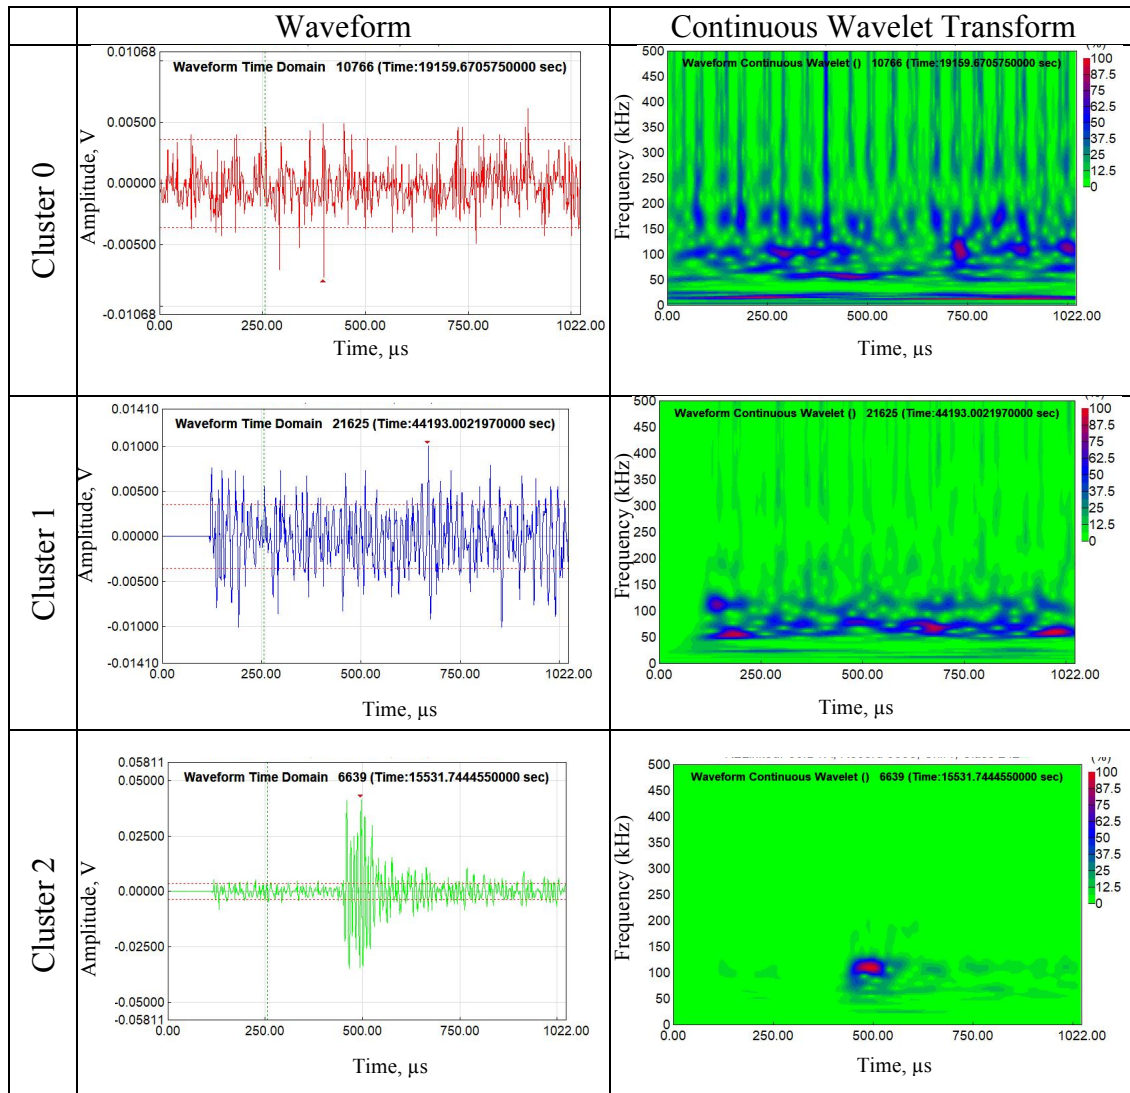 Waveform
Continuous Wavelet Transform
Cluster 0
0.01068
0.00500
0.00000
-0.00500
-0.01068
Amplitude, V
Waveform Time Domain 10766 (Time:19159.6705750000 sec)
0.00 250.00 500.00 750.00 1022.00
Time, µs
500
450
400
350
300
250
200
150
100
50
0
Frequency (kHz)
Waveform Continuous Wavelet () 10766 (Time:19159.6705750000 sec)
0.00 250.00 500.00 750.00 1022.00
Time, µs
(%)
100
87.5
75
62.5
50
37.5
25
12.5
0
Cluster 1
0.01410
0.01000
0.00500
0.00000
-0.00500
-0.01000
-0.01410
Amplitude, V
Waveform Time Domain 21625 (Time:44193.0021970000 sec)
0.00 250.00 500.00 750.00 1022.00
Time, µs
500
450
400
350
300
250
200
150
100
50
0
Frequency (kHz)
Waveform Continuous Wavelet () 21625 (Time:44193.0021970000 sec)
0.00 250.00 500.00 750.00 1022.00
Time, µs
100
87.5
75
62.5
50
37.5
25
12.5
0
Cluster 2
0.05811
0.05000
0.02500
0.00000
-0.02500
-0.05000
-0.05811
Amplitude, V
Waveform Time Domain 6639 (Time:15531.7444550000 sec)
0.00 250.00 500.00 750.00 1022.00
Time, µs
500
450
400
350
300
250
200
150
100
50
0
Frequency (kHz)
Waveform Continuous Wavelet () 6639 (Time:15531.7444550000 sec)
0.00 250.00 500.00 750.00 1022.00
Time, µs
(%)
100
87.5
75
62.5
50
37.5
25
12.5
0